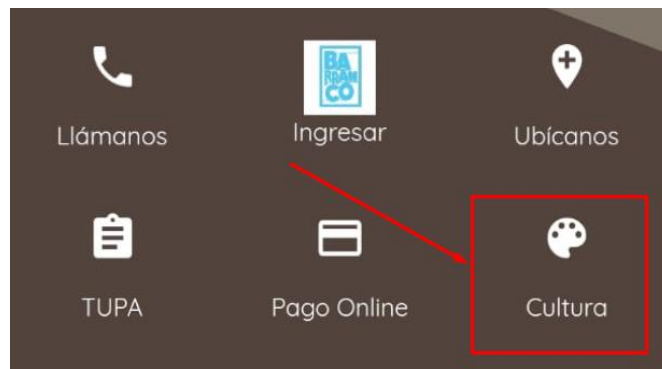 BA
RRAN
CO
Llámanos
Ingresar
Ubícanos
TUPA
Pago Online
Cultura